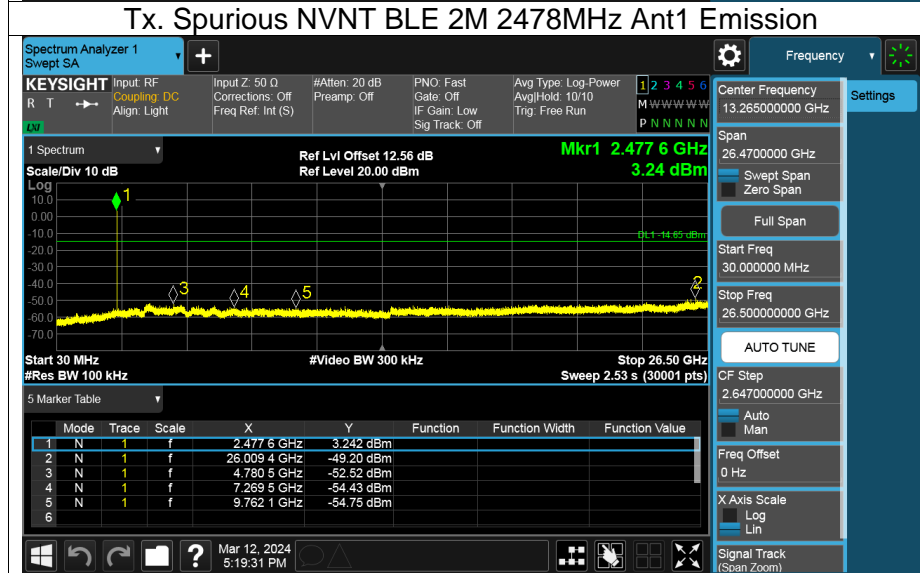 Tx. Spurious NVNT BLE 2M 2478MHz Ant1 Emission
Spectrum Analyzer 1
Swept SA
+
Frequency
KEYSIGHT
R T
LXI
Input: RF
Coupling: DC
Align: Light
Input Z: 50 Ω
Corrections: Off
Freq Ref: Int (S)
#Atten: 20 dB
Preamp: Off
PNO: Fast
Gate: Off
IF Gain: Low
Sig Track: Off
Avg Type: Log-Power
Avg|Hold: 10/10
Trig: Free Run
1 2 3 4 5 6
M W W W W W
P N N N N N
1 Spectrum
Scale/Div 10 dB
Ref Lvl Offset 12.56 dB
Ref Level 20.00 dBm
Mkr1 2.477 6 GHz
3.24 dBm
Log
10.0
0.00
-10.0
-20.0
-30.0
-40.0
-50.0
-60.0
-70.0
1
DL1 -14.65 dBm
3
4
5
2
Start 30 MHz
#Res BW 100 kHz
#Video BW 300 kHz
Stop 26.50 GHz
Sweep 2.53 s (30001 pts)
5 Marker Table
Mode Trace Scale X Y Function Function Width Function Value
1 N 1 f 2.477 6 GHz 3.242 dBm
2 N 1 f 26.009 4 GHz -49.20 dBm
3 N 1 f 4.780 5 GHz -52.52 dBm
4 N 1 f 7.269 5 GHz -54.43 dBm
5 N 1 f 9.762 1 GHz -54.75 dBm
6
?
Mar 12, 2024
5:19:31 PM
Center Frequency
13.265000000 GHz
Settings
Span
26.4700000 GHz
Swept Span
Zero Span
Full Span
Start Freq
30.000000 MHz
Stop Freq
26.500000000 GHz
AUTO TUNE
CF Step
2.647000000 GHz
Auto
Man
Freq Offset
0 Hz
X Axis Scale
Log
Lin
Signal Track
(Span Zoom)